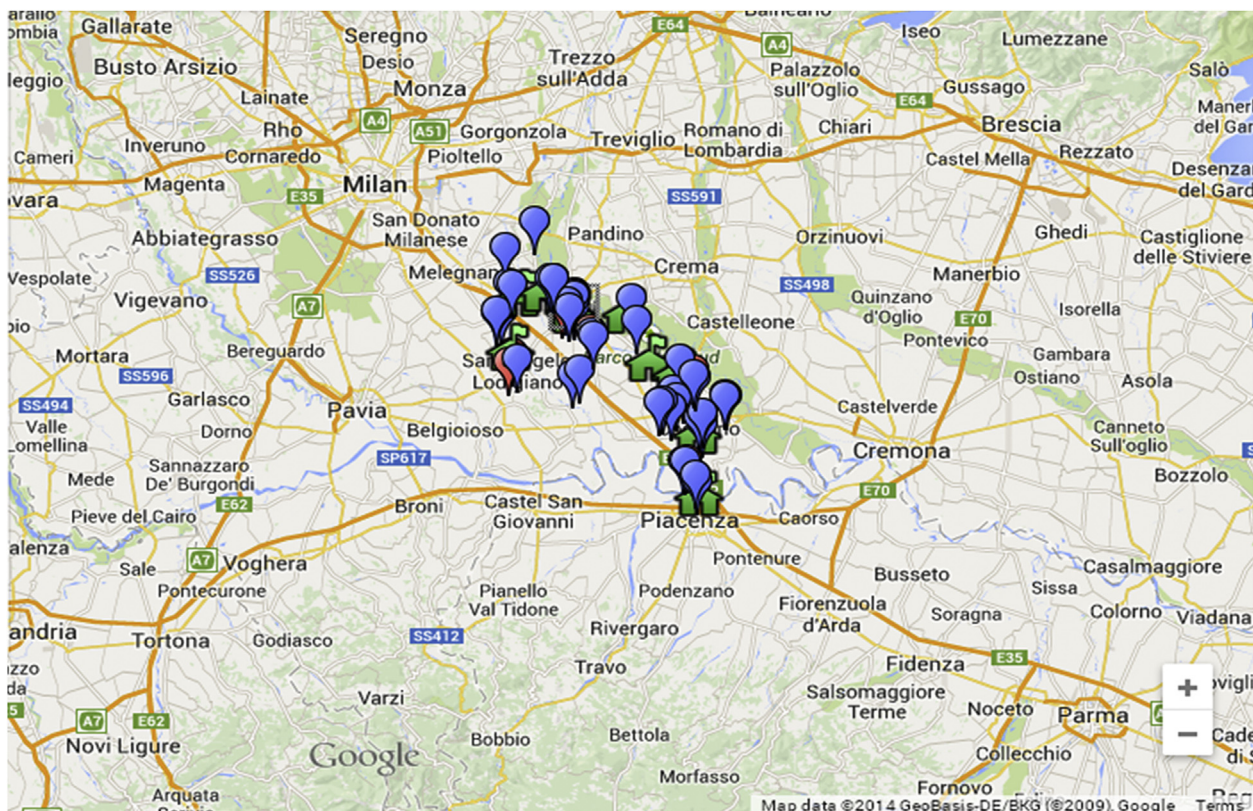 Gallarate
Seregno
Desio
E64
A4
Iseo
Lumezzane
Busto Arsizio
Trezzo
sull'Adda
Palazzolo
sull'Oglio
Gussago
Salò
Lainate
Monza
E64
Rho
A4
A51
Gorgonzola
Treviglio
Romano di
Lombardia
Chiari
Brescia
Cameri
Inveruno
Cornaredo
Pioltello
Castel Mella
Rezzato
Magenta
Milan
E35
SS591
San Donato
Milanese
Abbiategrasso
Pandino
Orzinuovi
Ghedi
Castiglione
delle Stiviere
Vespolate
SS526
Crema
SS498
Manerbio
Vigevano
A7
Quinzano
d'Oglio
Isorella
E70
Castelleone
Pontevico
Mortara
Bereguardo
SS596
Gambara
Ostiano
Asola
Garlasco
SS494
Pavia
Valle
Lomellina
Dorno
Belgioioso
Castelverde
Canneto
Sull'oglio
SP617
Cremona
Mede
Sannazzaro
De' Burgondi
Bozzolo
E62
Broni
Castel San
Giovanni
E70
Pieve del Cairo
Piacenza
Caorso
A7
Voghera
Sale
Pontenure
Casalmaggiore
Pontecurone
Pianello
Val Tidone
Podenzano
Busseto
Sissa
Fiorenzuola
d'Arda
Soragna
Colorno
Viadana
Tortona
Godiasco
SS412
Rivergaro
E35
Travo
Fidenza
Varzi
Salsomaggiore
Terme
Noceto
Parma
+
−
A7
E62
Novi Ligure
Google
Bobbio
Bettola
Collecchio
Morfasso
Fornovo
Arquata
Map data ©2014 GeoBasis-DE/BKG (©2009), Google